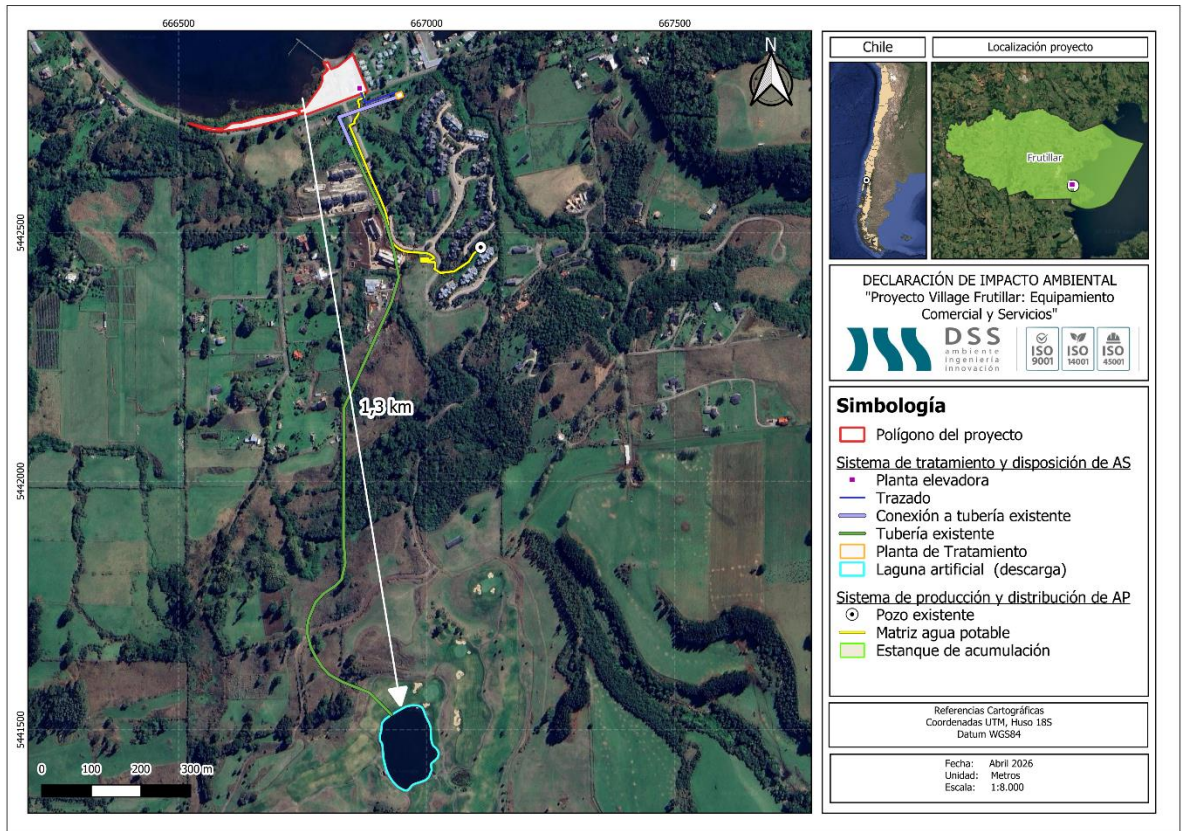 666500
667000
667500
5442500
5442000
5441500
N
1,3 km
0 100 200 300 m
Chile
Localización proyecto
Frutillar
DECLARACIÓN DE IMPACTO AMBIENTAL
"Proyecto Village Frutillar: Equipamiento
Comercial y Servicios"
DSS
ambiente
ingeniería
innovación
ISO
9001
ISO
14001
ISO
45001
Simbología
Polígono del proyecto
Sistema de tratamiento y disposición de AS
Planta elevadora
Trazado
Conexión a tubería existente
Tubería existente
Planta de Tratamiento
Laguna artificial (descarga)
Sistema de producción y distribución de AP
Pozo existente
Matriz agua potable
Estanque de acumulación
Referencias Cartográficas
Coordenadas UTM, Huso 18S
Datum WGS84
Fecha: Abril 2026
Unidad: Metros
Escala: 1:8.000